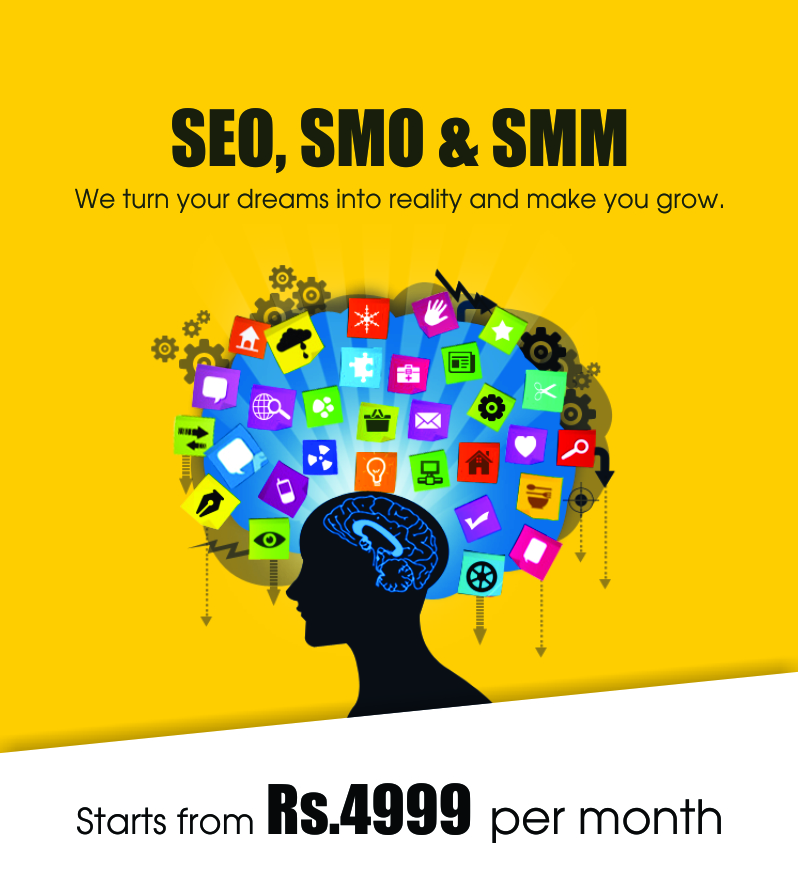 SEO, SMO & SMM
We turn your dreams into reality and make you grow.
Starts from Rs.4999 per month